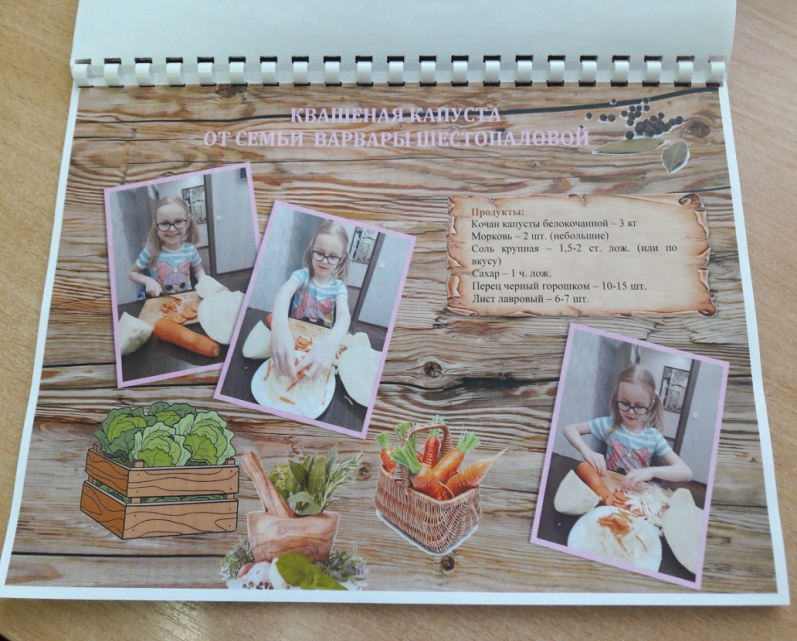 КВАШЕНАЯ КАПУСТА
ОТ СЕМЬИ ВАРВАРЫ ШЕСТОПАЛОВОЙ
Продукты:
Кочан капусты белокочанной – 3 кг
Морковь – 2 шт. (небольшие)
Соль крупная – 1,5-2 ст. лож. (или по
вкусу)
Сахар – 1 ч. лож.
Перец черный горошком – 10-15 шт.
Лист лавровый – 6-7 шт.